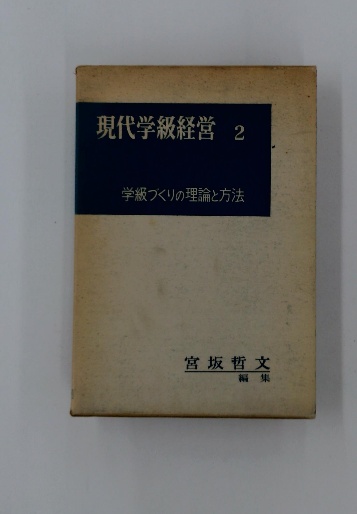 現代学級経営 2
学級づくりの理論と方法
宮坂哲文
編集